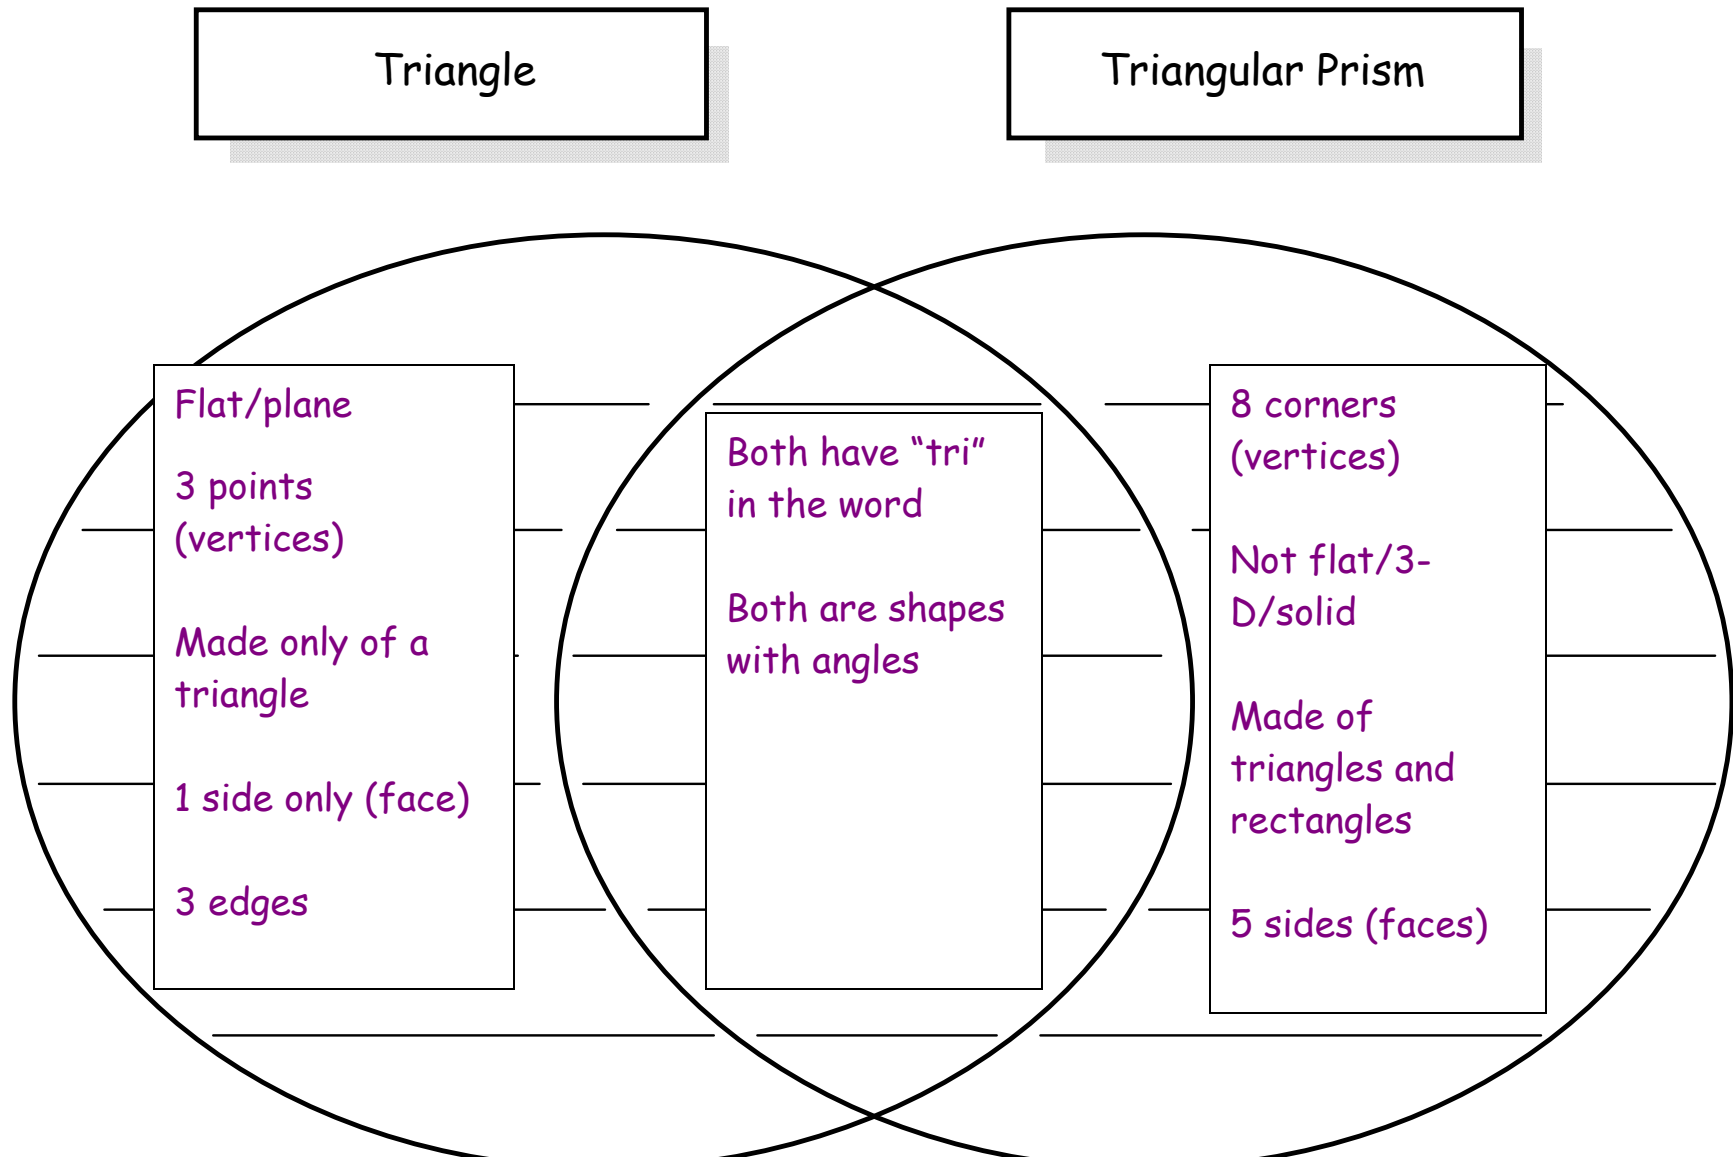 Triangle
Triangular Prism
Flat/plane
3 points
(vertices)
Made only of a
triangle
1 side only (face)
3 edges
Both have “tri”
in the word
Both are shapes
with angles
8 corners
(vertices)
Not flat/3-
D/solid
Made of
triangles and
rectangles
5 sides (faces)